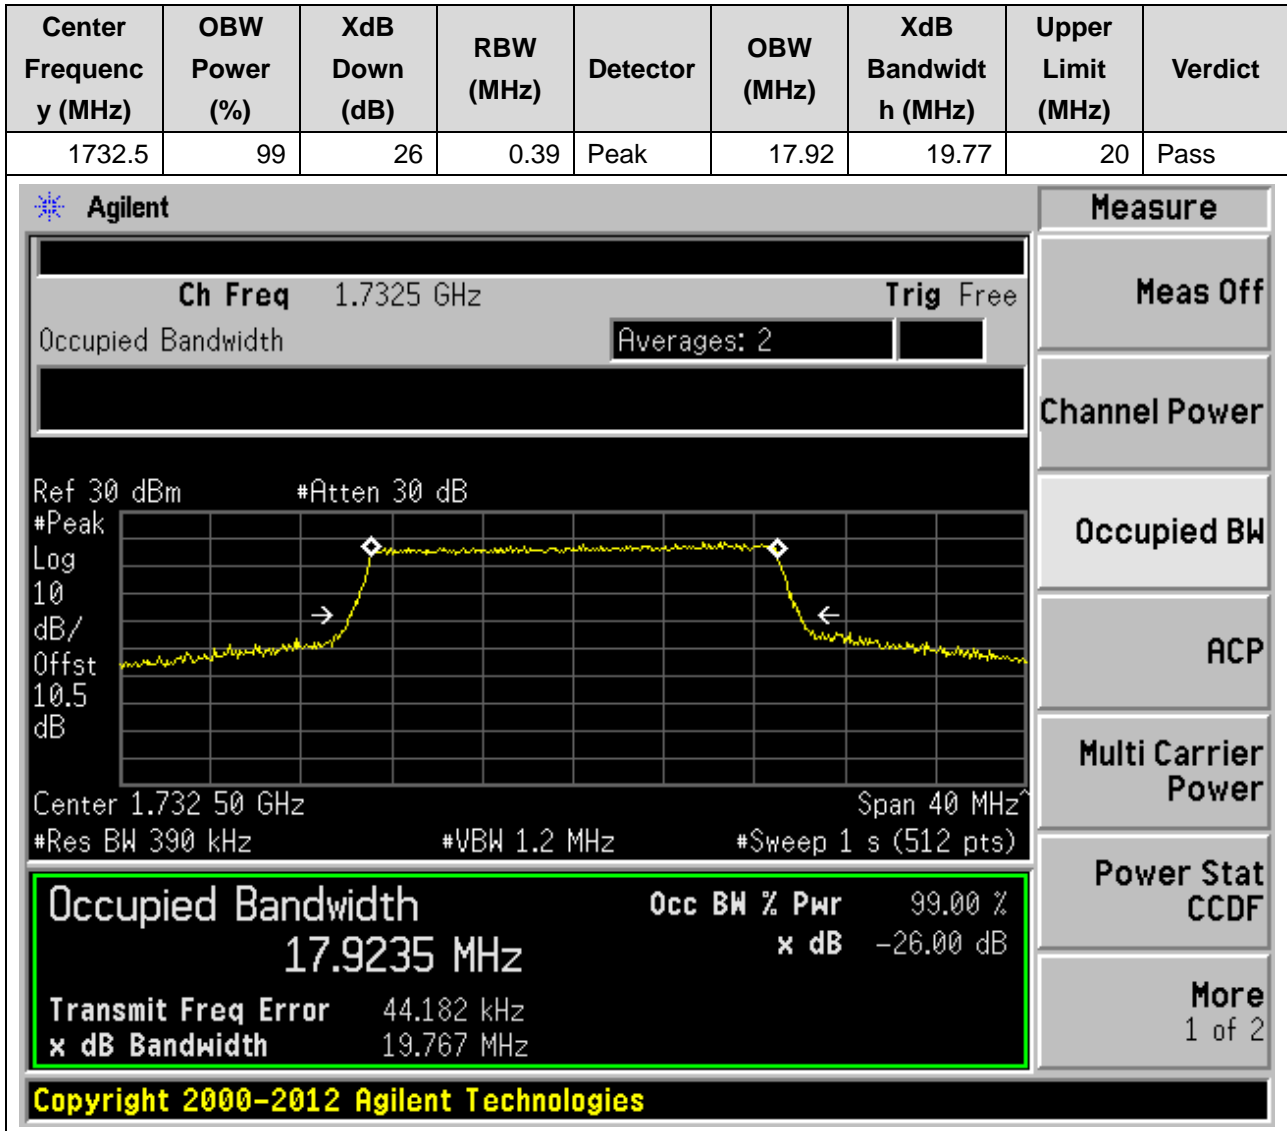 Center Frequency (MHz) OBW Power (%) XdB Down (dB) RBW (MHz) Detector OBW (MHz) XdB Bandwidth (MHz) Upper Limit (MHz) Verdict
1732.5 99 26 0.39 Peak 17.92 19.77 20 Pass
Agilent
Measure
Ch Freq 1.7325 GHz Trig Free
Meas Off
Occupied Bandwidth Averages: 2
Channel Power
Ref 30 dBm #Atten 30 dB
#Peak
Log
10
dB/
Offst
10.5
dB
Occupied BW
ACP
Multi Carrier
Power
Center 1.732 50 GHz Span 40 MHz^
#Res BW 390 kHz #VBW 1.2 MHz #Sweep 1 s (512 pts)
Power Stat
CCDF
Occupied Bandwidth Occ BW % Pwr 99.00 %
17.9235 MHz x dB -26.00 dB
Transmit Freq Error 44.182 kHz
x dB Bandwidth 19.767 MHz
More
1 of 2
Copyright 2000-2012 Agilent Technologies